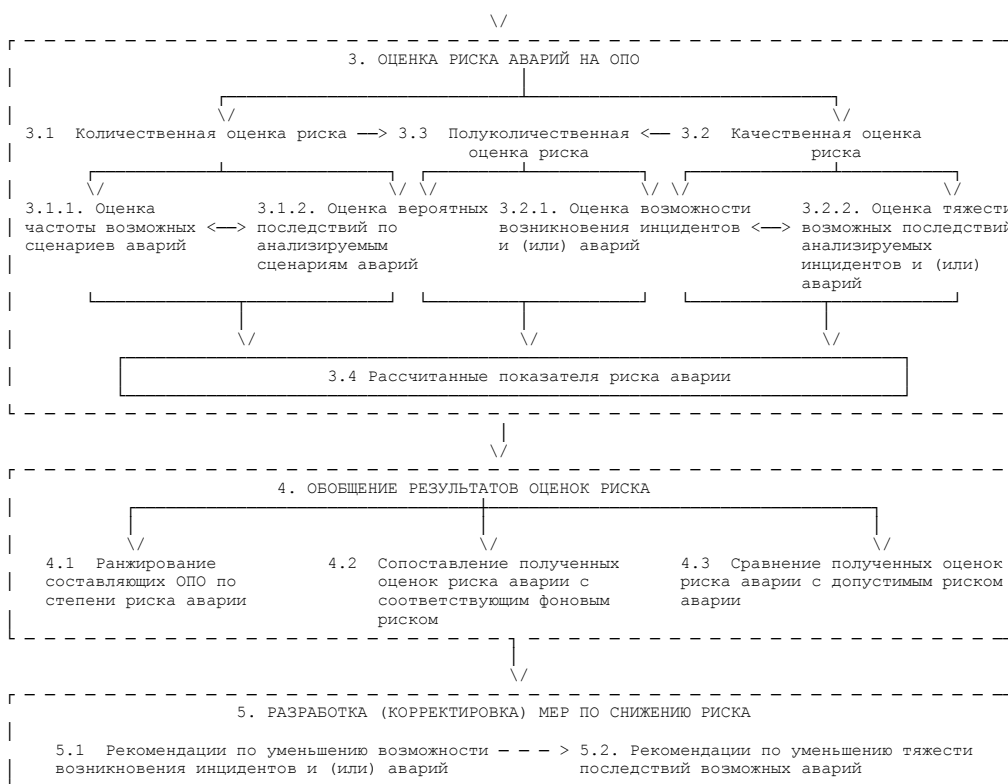 3. ОЦЕНКА РИСКА АВАРИЙ НА ОПО
3.1 Количественная оценка риска
3.3 Полуколичественная
оценка риска
3.2 Качественная оценка
риска
3.1.1. Оценка
частоты возможных
сценариев аварий
3.1.2. Оценка вероятных
последствий по
анализируемым
сценариям аварий
3.2.1. Оценка возможности
возникновения инцидентов
и (или) аварий
3.2.2. Оценка тяжести
возможных последствий
анализируемых
инцидентов и (или)
аварий
3.4 Рассчитанные показателя риска аварии
4. ОБОБЩЕНИЕ РЕЗУЛЬТАТОВ ОЦЕНОК РИСКА
4.1 Ранжирование
составляющих ОПО по
степени риска аварии
4.2 Сопоставление полученных
оценок риска аварии с
соответствующим фоновым
риском
4.3 Сравнение полученных оценок
риска аварии с допустимым риском
аварии
5. РАЗРАБОТКА (КОРРЕКТИРОВКА) МЕР ПО СНИЖЕНИЮ РИСКА
5.1 Рекомендации по уменьшению возможности
возникновения инцидентов и (или) аварий
5.2. Рекомендации по уменьшению тяжести
последствий возможных аварий